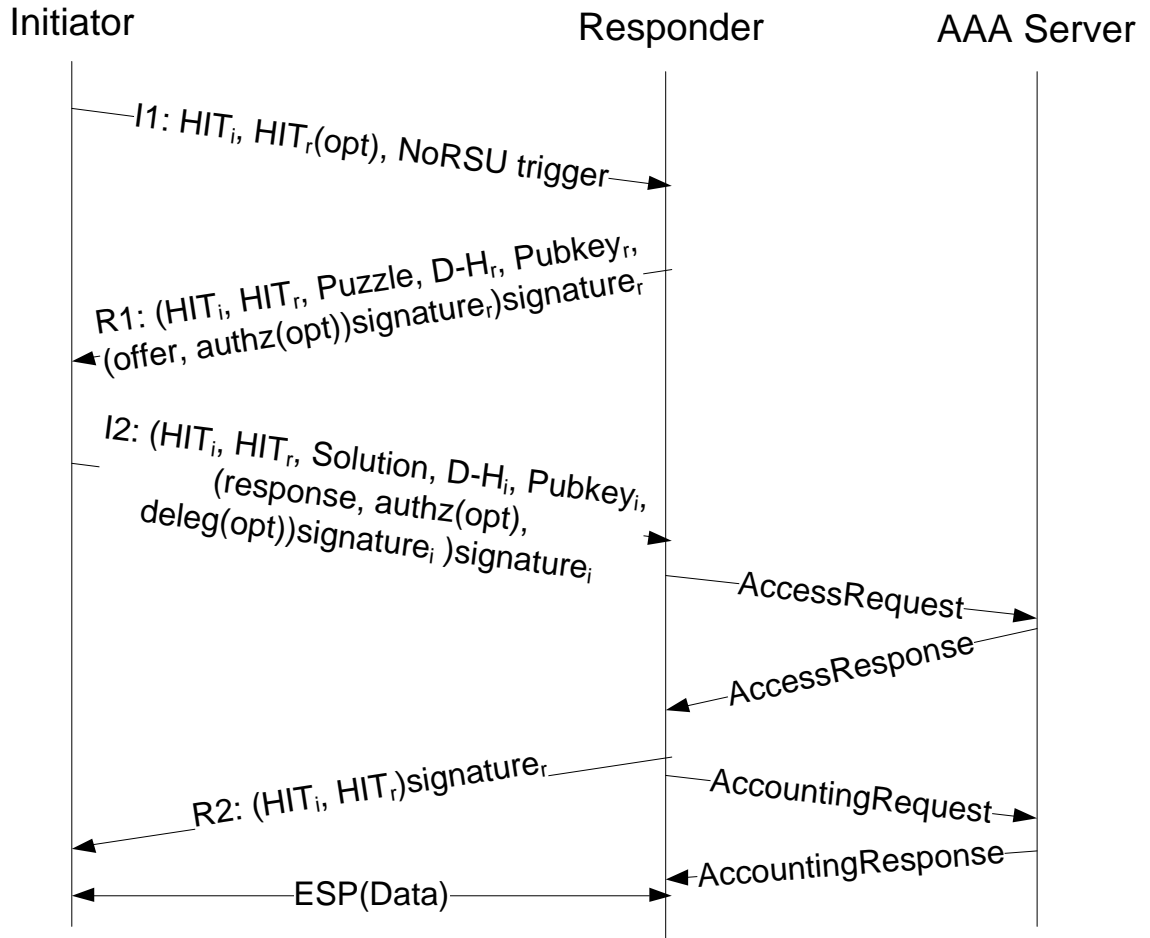 Initiator
Responder
AAA Server
I1: HITi, HITr(opt), NoRSU trigger
R1: (HITi, HITr, Puzzle, D-Hr, Pubkeyr,
(offer, authz(opt))signaturer)signaturer
I2: (HITi, HITr, Solution, D-Hi, Pubkeyi,
(response, authz(opt),
deleg(opt))signaturei )signaturei
AccessRequest
AccessResponse
R2: (HITi, HITr)signaturer
AccountingRequest
AccountingResponse
ESP(Data)